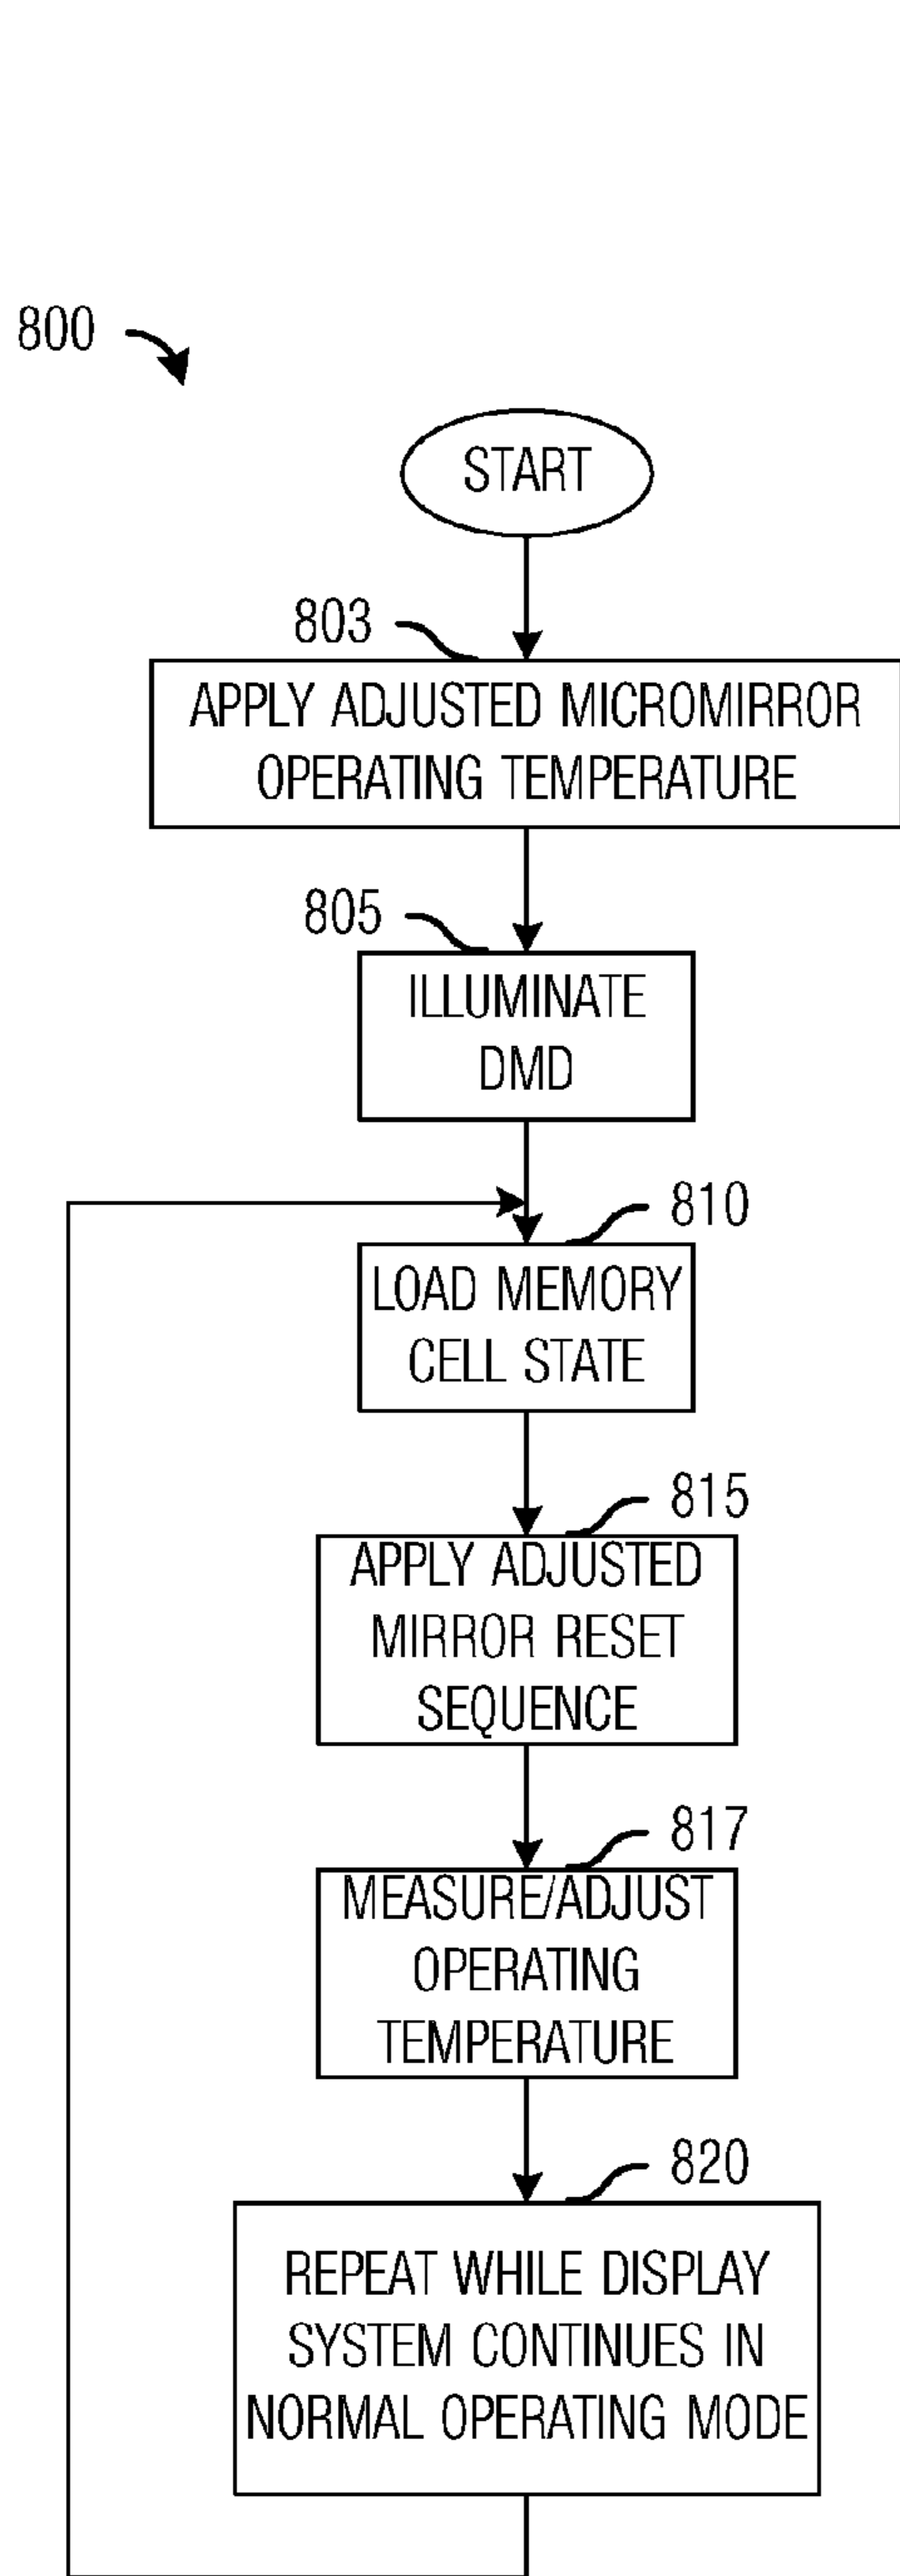 800
START
803
APPLY ADJUSTED MICROMIRROR
OPERATING TEMPERATURE
805
ILLUMINATE
DMD
810
LOAD MEMORY
CELL STATE
815
APPLY ADJUSTED
MIRROR RESET
SEQUENCE
817
MEASURE/ADJUST
OPERATING
TEMPERATURE
820
REPEAT WHILE DISPLAY
SYSTEM CONTINUES IN
NORMAL OPERATING MODE